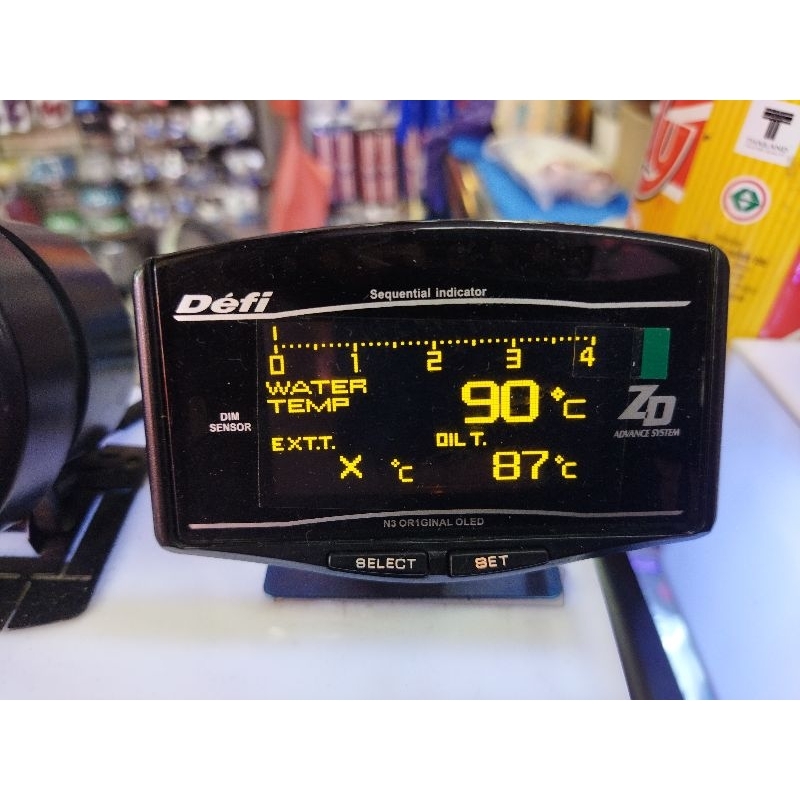 Défi
Sequential indicator
0 1 2 3 4
WATER
TEMP
90 °C
DIM
SENSOR
ZD
ADVANCE SYSTEM
EXT.T.
OIL T.
X °C
87 °C
N3 OR1GINAL OLED
SELECT
SET
T
THAILAND